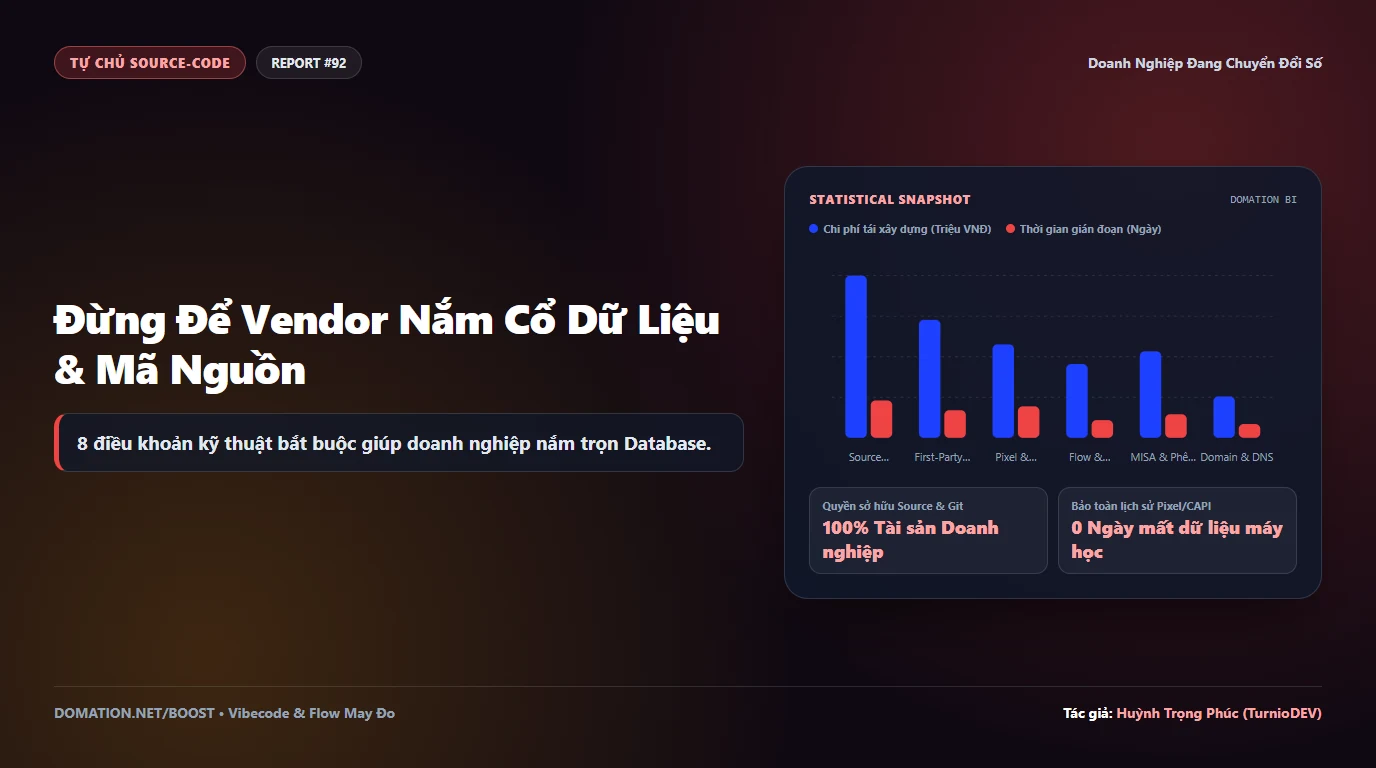 TỰ CHỦ SOURCE-CODE
REPORT #92
Doanh Nghiệp Đang Chuyển Đổi Số
Đừng Để Vendor Nắm Cổ Dữ Liệu
& Mã Nguồn
8 điều khoản kỹ thuật bắt buộc giúp doanh nghiệp nắm trọn Database.
STATISTICAL SNAPSHOT
DOMATION BI
Chi phí tái xây dựng (Triệu VNĐ)
Thời gian gián đoạn (Ngày)
Source...
First-Party...
Pixel &...
Flow &...
MISA & Phê...
Domain & DNS
Quyền sở hữu Source & Git
100% Tài sản Doanh
nghiệp
Bảo toàn lịch sử Pixel/CAPI
0 Ngày mất dữ liệu máy
học
DOMATION.NET/BOOST • Vibecode & Flow May Đo
Tác giả: Huỳnh Trọng Phúc (TurnioDEV)